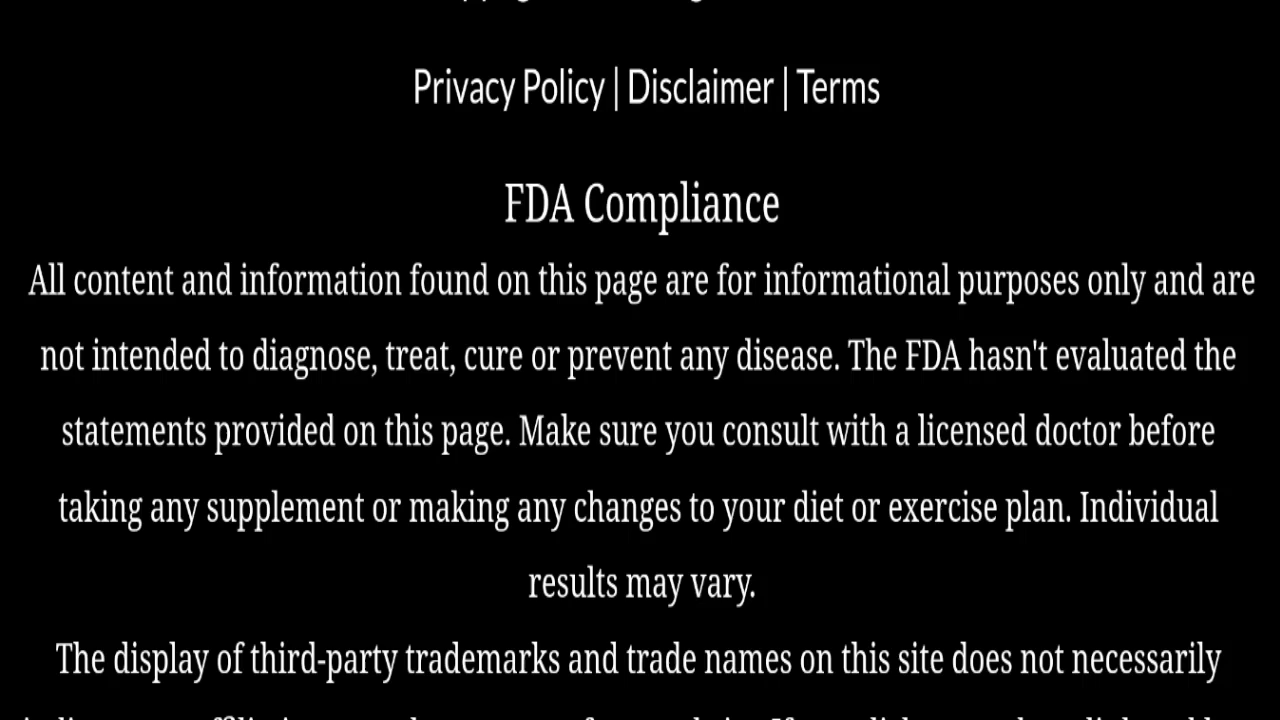 Privacy Policy | Disclaimer | Terms
FDA Compliance
All content and information found on this page are for informational purposes only and are
not intended to diagnose, treat, cure or prevent any disease. The FDA hasn't evaluated the
statements provided on this page. Make sure you consult with a licensed doctor before
taking any supplement or making any changes to your diet or exercise plan. Individual
results may vary.
The display of third-party trademarks and trade names on this site does not necessarily